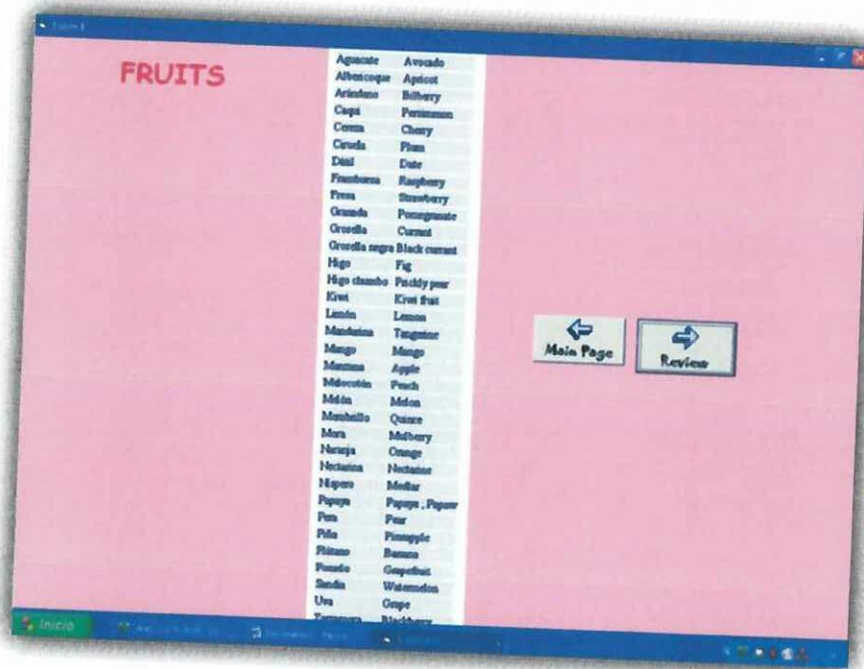 FRUITS
Aguacate Avocado
Albericoque Apricot
Arándano Bilberry
Caqui Persimmon
Cereza Cherry
Ciruela Plum
Dátil Date
Frambuesa Raspberry
Fresa Strawberry
Granada Pomegranate
Grosella Currant
Grosella negra Black currant
Higo Fig
Higo chumbo Prickly pear
Kiwi Kiwi fruit
Limón Lemon
Mandarina Tangerine
Mango Mango
Manzana Apple
Melocotón Peach
Melón Melon
Membrillo Quince
Mora Mulberry
Naranja Orange
Nectarina Nectarine
Níspero Medlar
Papaya Papaya ; Papaw
Pera Pear
Piña Pineapple
Plátano Banana
Pomelo Grapefruit
Sandía Watermelon
Uva Grape
Zarzamora Blackberry
Main Page
Review
Inicio